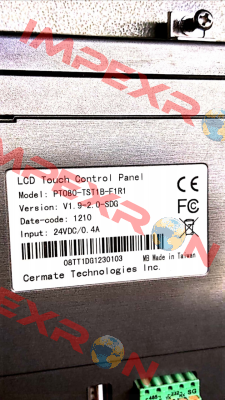 IMPEXRON
LCD Touch Control Panel
Model: PT080-TST1B-F1R1
Version: V1.9-2.0-SDG
Date-code: 1210
Input: 24VDC/0.4A
CE
FC
08TT1DG1230103
MB Made in Taiwan
Cermate Technologies Inc.
SG